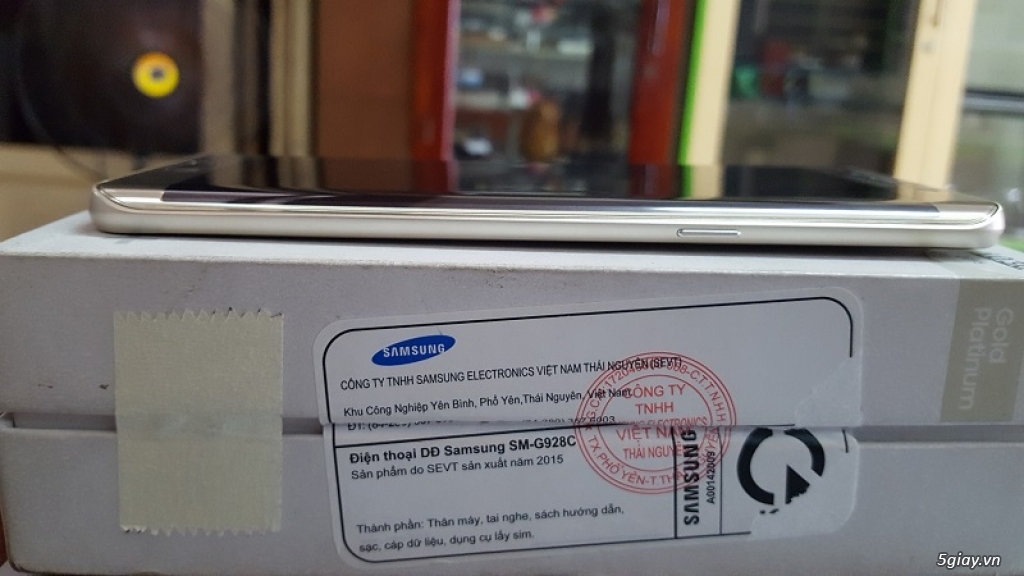 SAMSUNG
CÔNG TY TNHH SAMSUNG ELECTRONICS VIỆT NAM THÁI NGUYÊN (SEVT)
Khu Công Nghiệp Yên Bình, Phổ Yên,Thái Nguyên, Việt Nam
Điện thoại DĐ Samsung SM-G928C
Sản phẩm do SEVT sản xuất năm 2015
Thành phần: Thân máy, tai nghe, sách hướng dẫn,
sạc, cáp dữ liệu, dụng cụ lấy sim.
CÔNG TY
TNHH
VIỆT NAM
THÁI NGUYÊN
SAMSUNG
A00142009
Gold
Platinum
5giay.vn